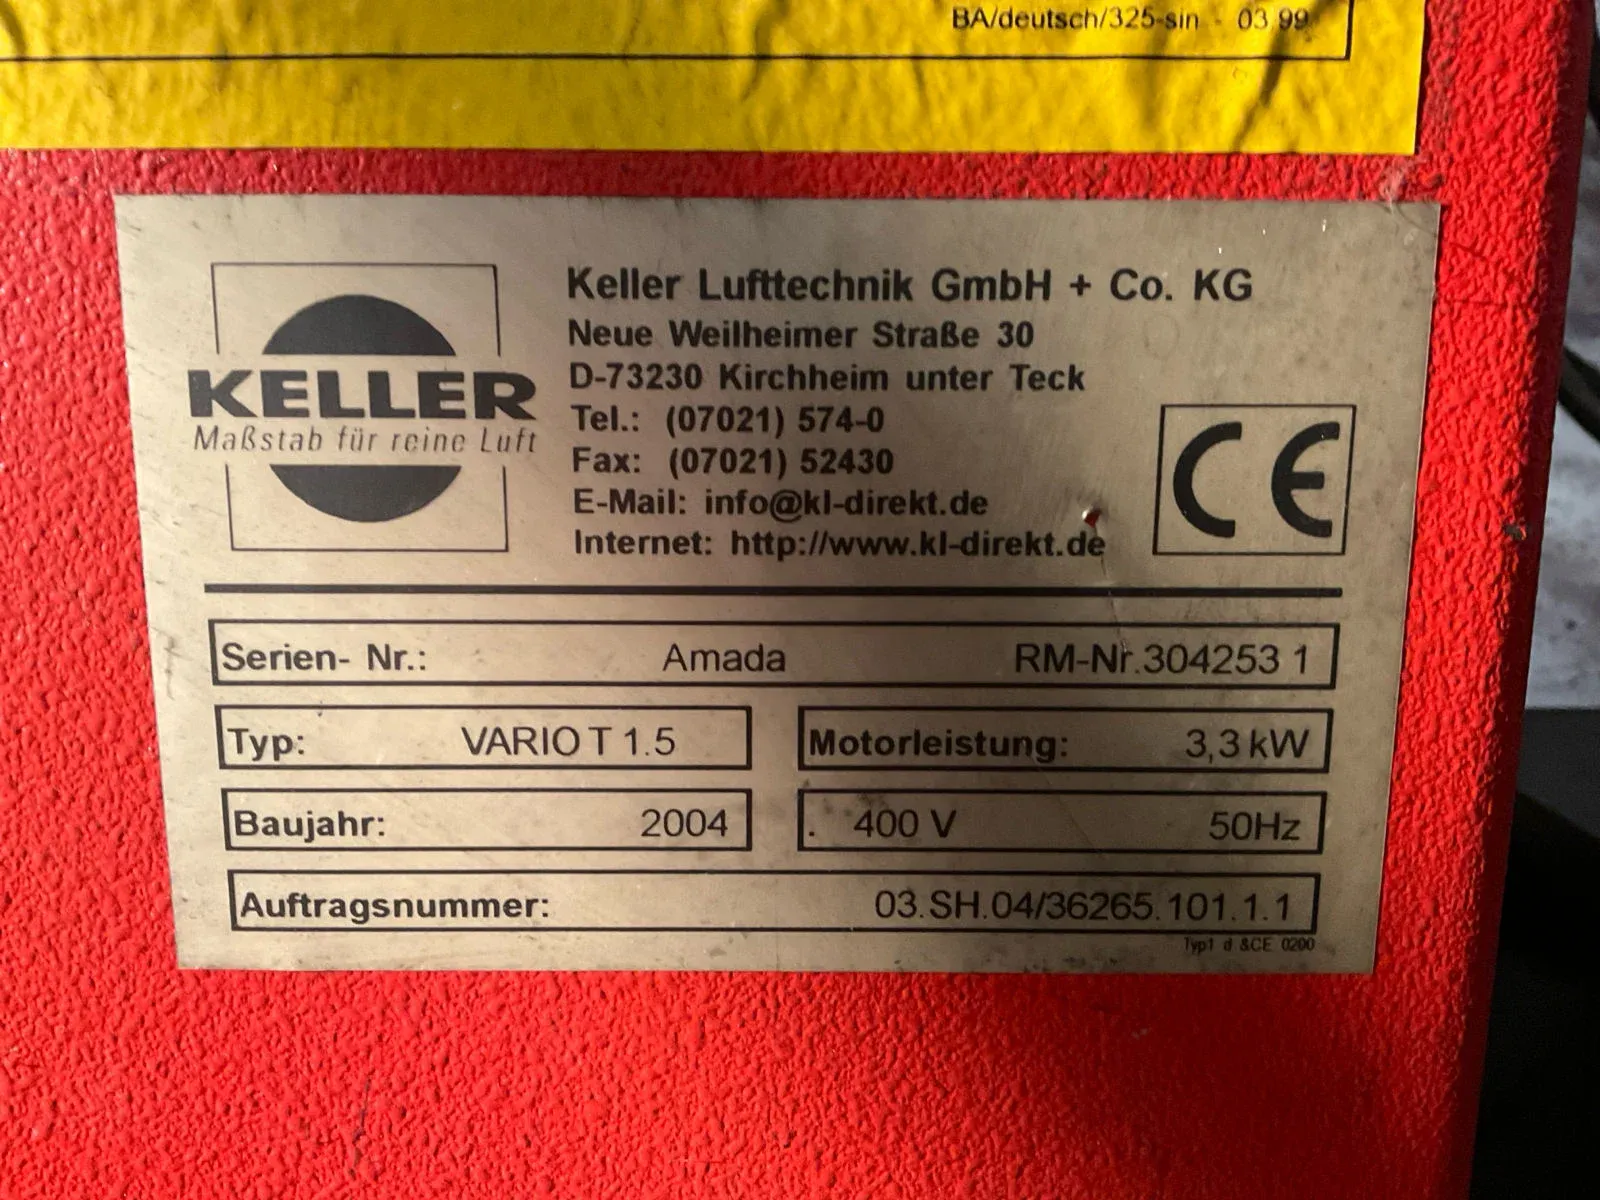 BA/deutsch/325-sin - 03.99
KELLER
Maßstab für reine Luft
Keller Lufttechnik GmbH + Co. KG
Neue Weilheimer Straße 30
D-73230 Kirchheim unter Teck
Tel.: (07021) 574-0
Fax: (07021) 52430
E-Mail: info@kl-direkt.de
Internet: http://www.kl-direkt.de
CE
Serien- Nr.: Amada RM-Nr.304253 1
Typ: VARIO T 1.5
Motorleistung: 3,3 kW
Baujahr: 2004
. 400 V 50Hz
Auftragsnummer: 03.SH.04/36265.101.1.1
Typ1 d &CE 0200